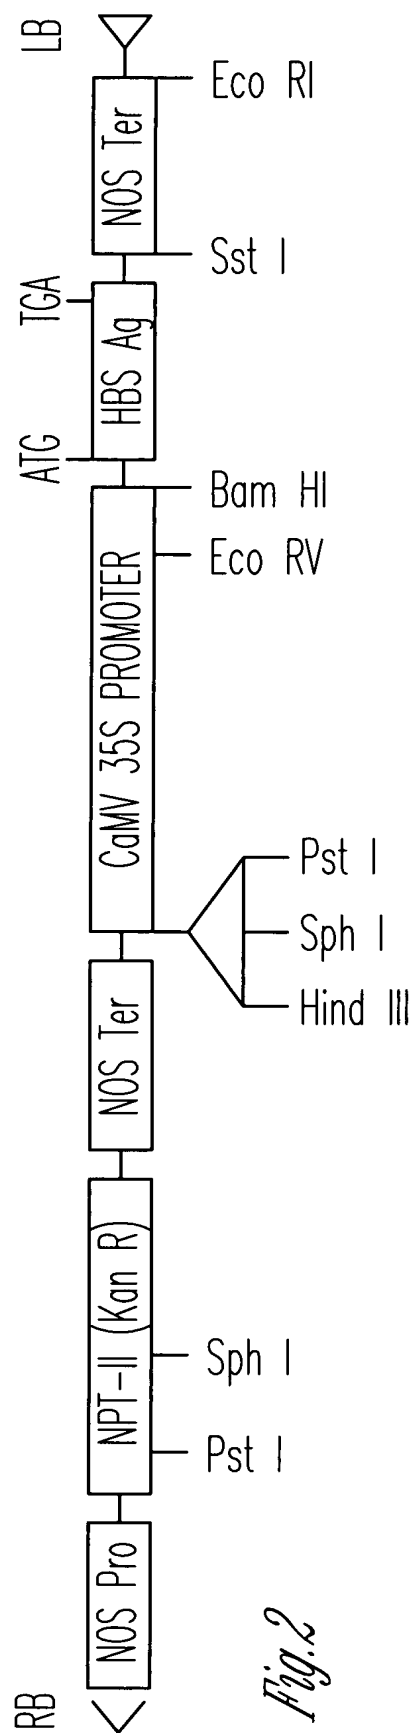 LB
Eco RI
NOS Ter
Sst I
TGA
HBS Ag
ATG
Bam HI
Eco RV
CaMV 35S PROMOTER
Pst I
Sph I
Hind III
NOS Ter
NPT-II (Kan R)
Sph I
Pst I
NOS Pro
RB
Fig.2